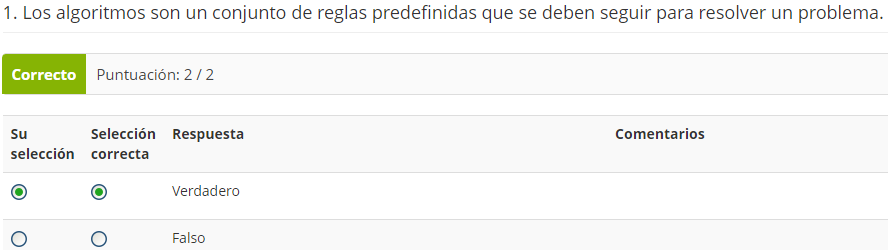 1. Los algoritmos son un conjunto de reglas predefinidas que se deben seguir para resolver un problema.
Correcto Puntuación: 2 / 2
Su selección Selección correcta Respuesta Comentarios
Verdadero
Falso